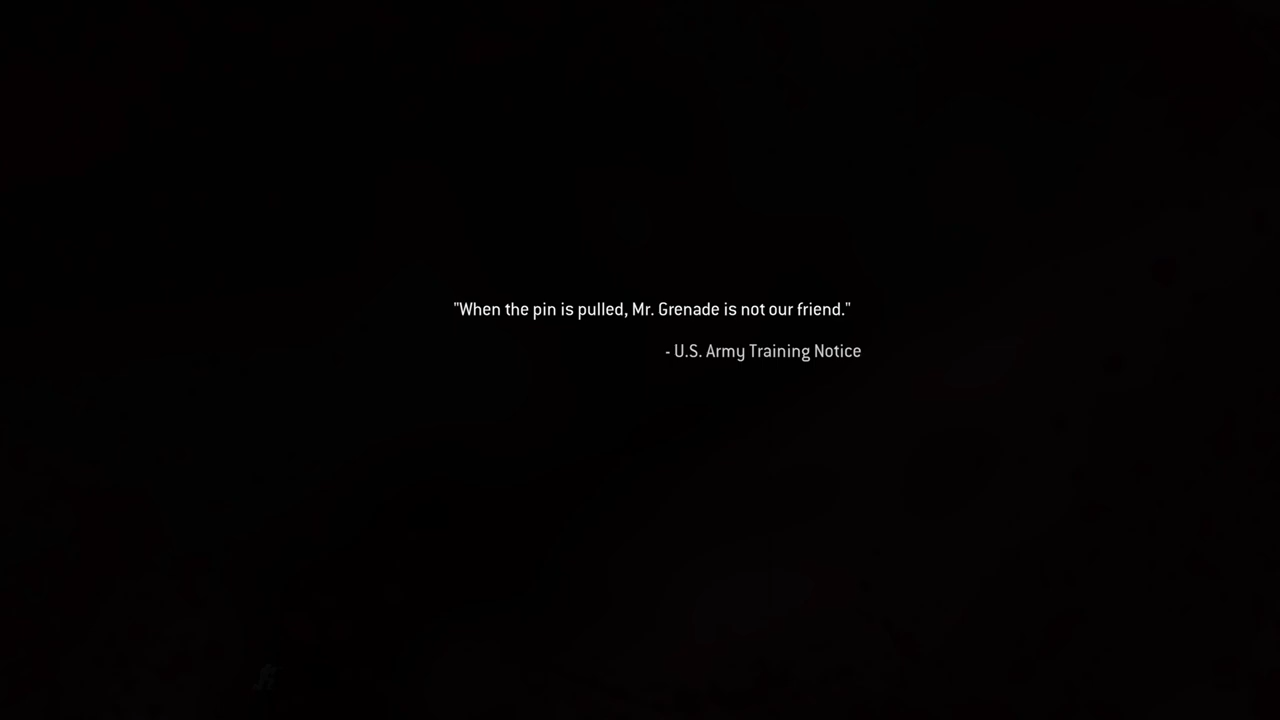 "When the pin is pulled, Mr. Grenade is not our friend."
- U.S. Army Training Notice